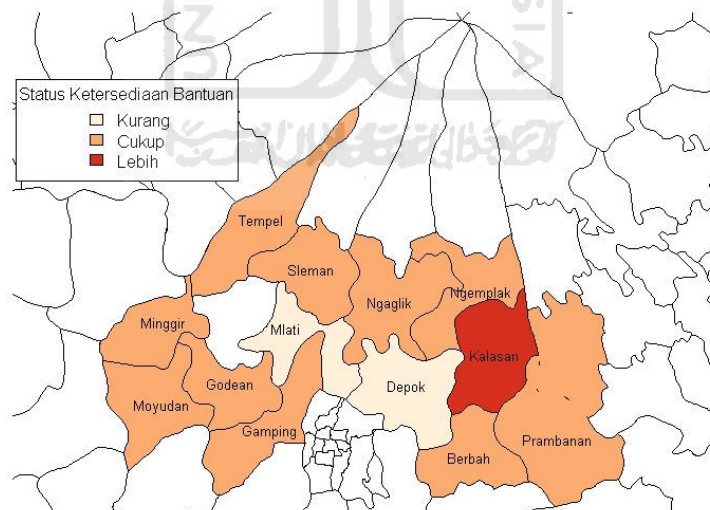 Status Ketersediaan Bantuan
Kurang
Cukup
Lebih
Tempel
Sleman
Ngaglik
Ngemplak
Minggir
Mlati
Kalasan
Godean
Depok
Moyudan
Gamping
Berbah
Prambanan